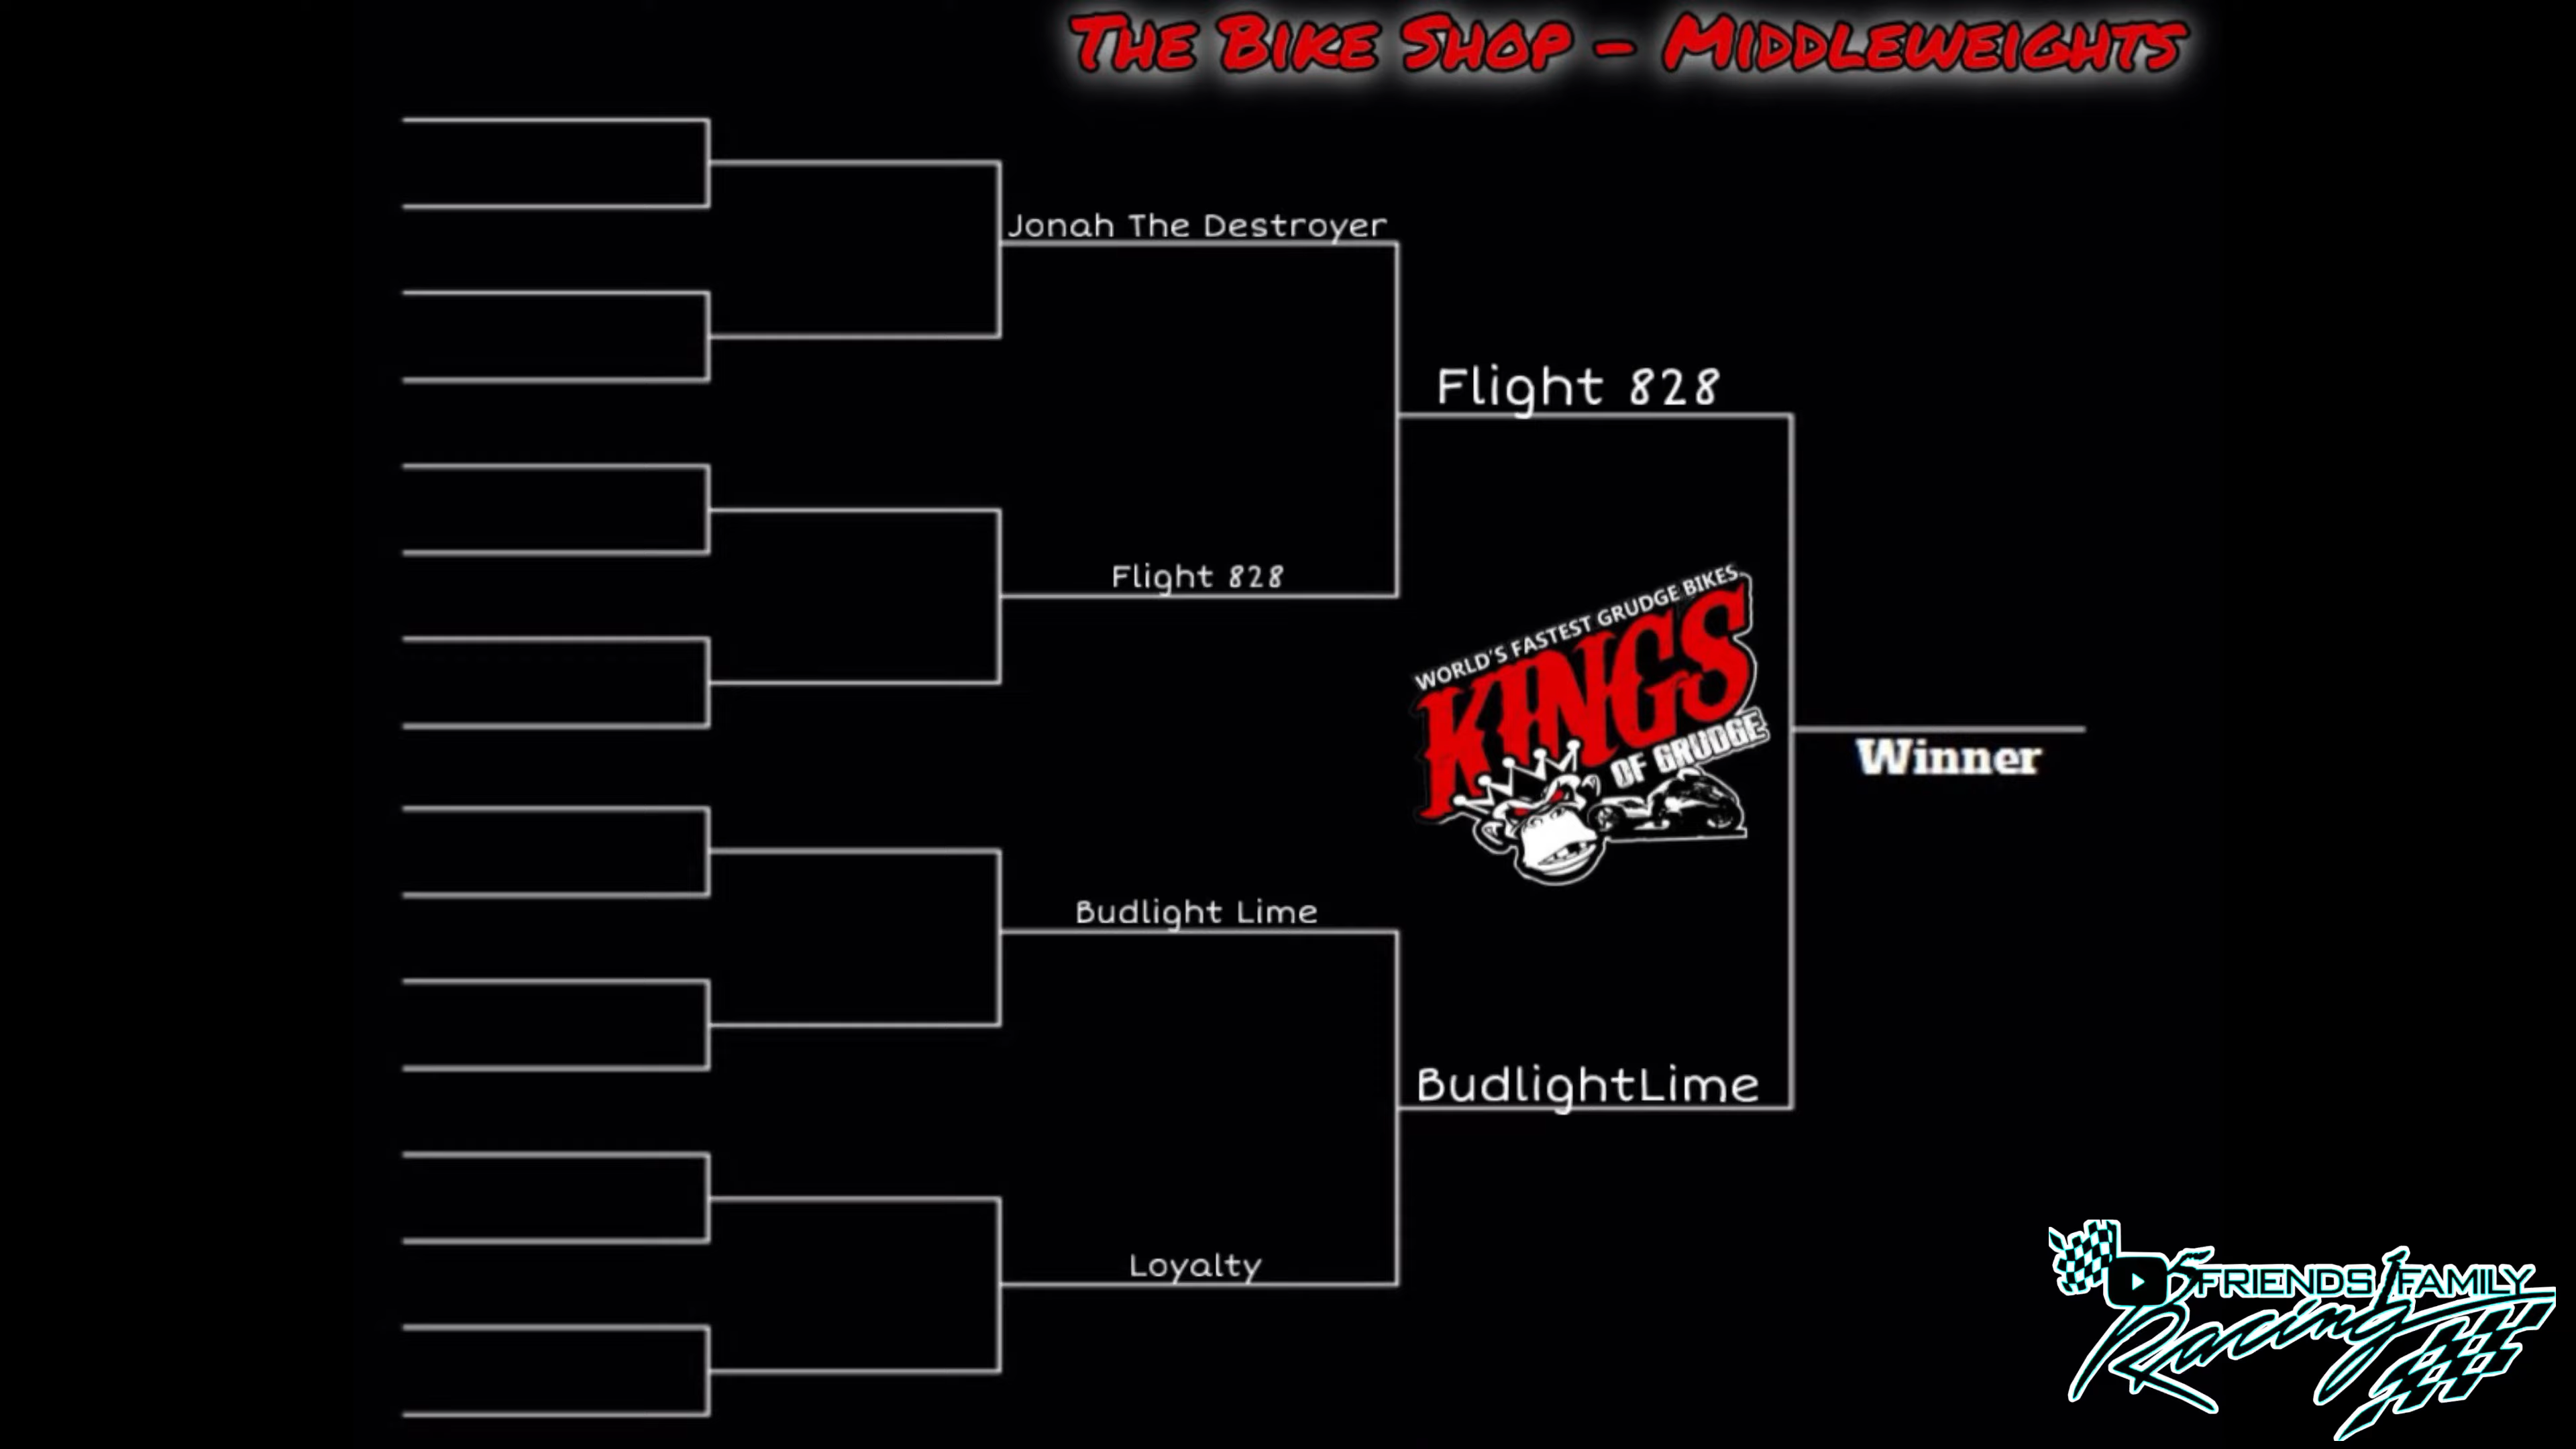 The Bike Shop - Middleweights
Jonah The Destroyer
Flight 828
Flight 828
WORLD'S FASTEST GRUDGE BIKES
KINGS
OF GRUDGE
Winner
Budlight Lime
BudlightLime
Loyalty
FRIENDS FAMILY
Racing